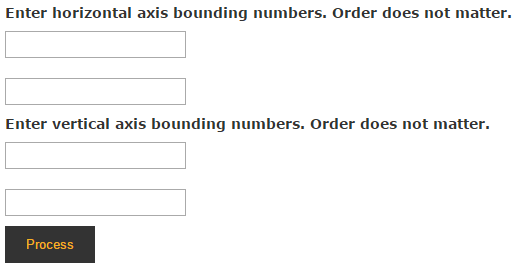 Enter horizontal axis bounding numbers. Order does not matter.
Enter vertical axis bounding numbers. Order does not matter.
Process